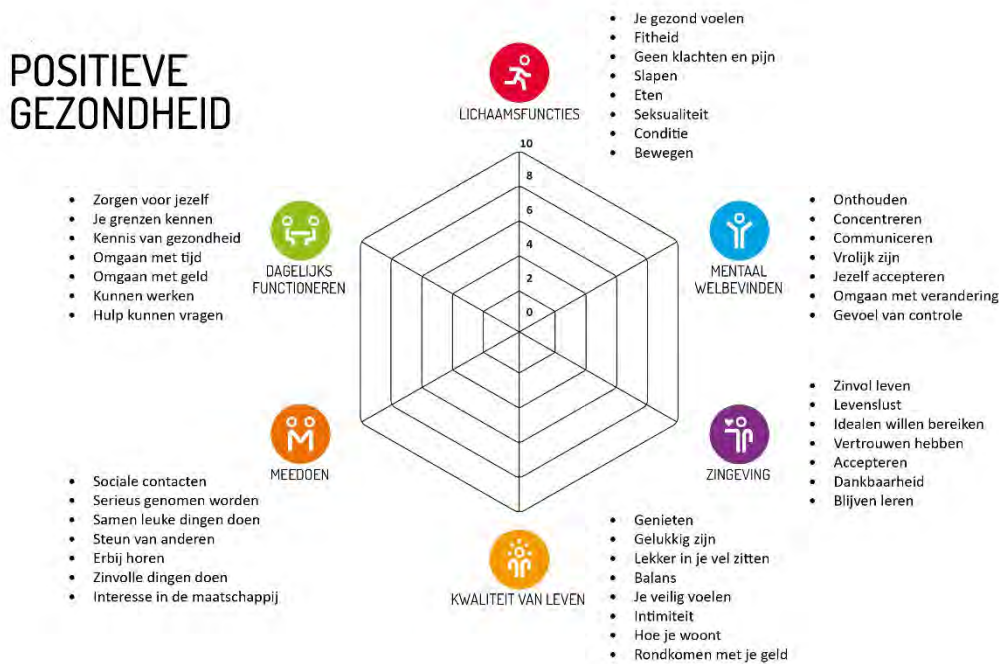 POSITIEVE
GEZONDHEID
LICHAAMSFUNCTIES
• Je gezond voelen
• Fitheid
• Geen klachten en pijn
• Slapen
• Eten
• Seksualiteit
• Conditie
• Bewegen
10
8
6
4
2
0
MENTAAL
WELBEVINDEN
• Onthouden
• Concentreren
• Communiceren
• Vrolijk zijn
• Jezelf accepteren
• Omgaan met verandering
• Gevoel van controle
ZINGEVING
• Zinvol leven
• Levenslust
• Idealen willen bereiken
• Vertrouwen hebben
• Accepteren
• Dankbaarheid
• Blijven leren
KWALITEIT VAN LEVEN
• Genieten
• Gelukkig zijn
• Lekker in je vel zitten
• Balans
• Je veilig voelen
• Intimiteit
• Hoe je woont
• Rondkomen met je geld
MEEDOEN
• Sociale contacten
• Serieus genomen worden
• Samen leuke dingen doen
• Steun van anderen
• Erbij horen
• Zinvolle dingen doen
• Interesse in de maatschappij
DAGELIJKS
FUNCTIONEREN
• Zorgen voor jezelf
• Je grenzen kennen
• Kennis van gezondheid
• Omgaan met tijd
• Omgaan met geld
• Kunnen werken
• Hulp kunnen vragen